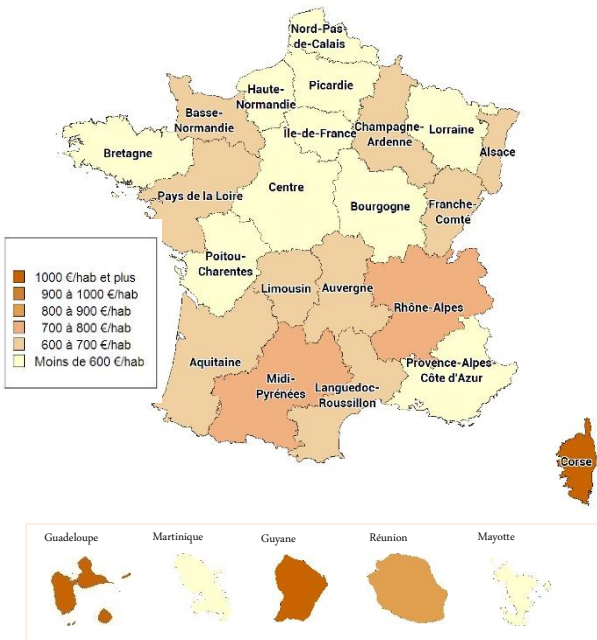 Nord-Pas-
de-Calais
Haute-
Normandie
Picardie
Basse-
Normandie
Île-de-France
Champagne-
Ardenne
Lorraine
Alsace
Bretagne
Pays de la Loire
Centre
Bourgogne
Franche-
Comté
Poitou-
Charentes
Limousin
Auvergne
Rhône-Alpes
Aquitaine
Midi-
Pyrénées
Languedoc-
Roussillon
Provence-Alpes-
Côte d'Azur
Corse
1000 €/hab et plus
900 à 1000 €/hab
800 à 900 €/hab
700 à 800 €/hab
600 à 700 €/hab
Moins de 600 €/hab
Guadeloupe
Martinique
Guyane
Réunion
Mayotte